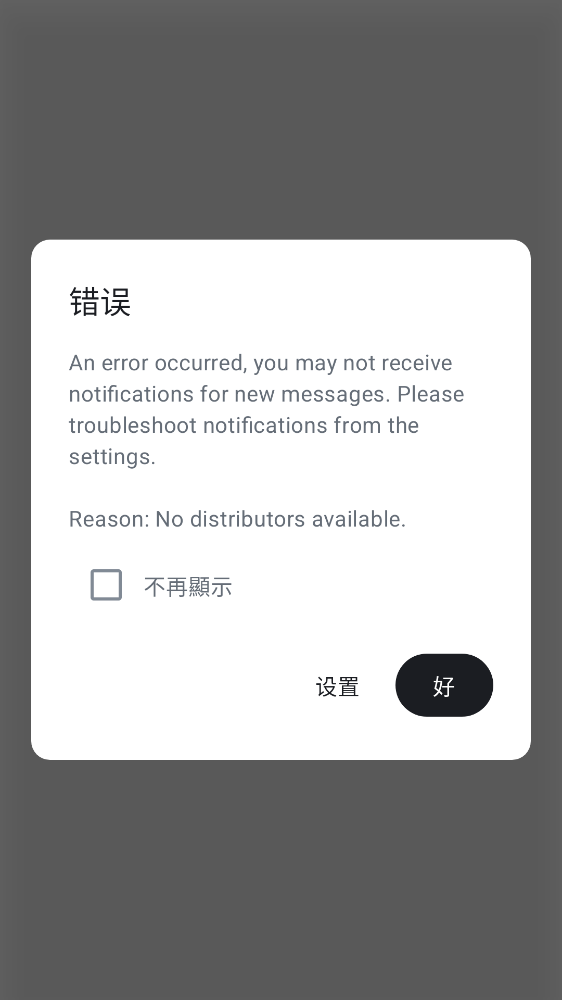 错误
An error occurred, you may not receive
notifications for new messages. Please
troubleshoot notifications from the
settings.
Reason: No distributors available.
不再顯示
设置
好